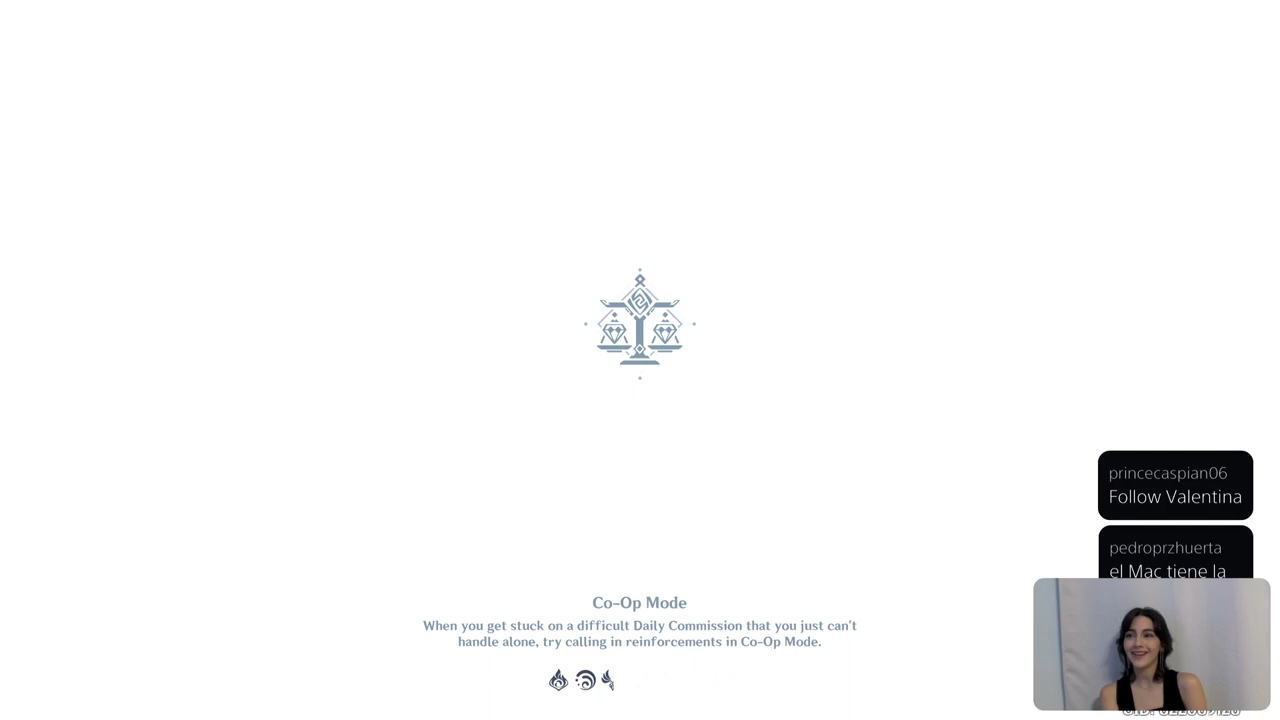 princecaspian06
Follow Valentina
pedroprzhuerta
el Mac tiene la
Co-Op Mode
When you get stuck on a difficult Daily Commission that you just can't
handle alone, try calling in reinforcements in Co-Op Mode.